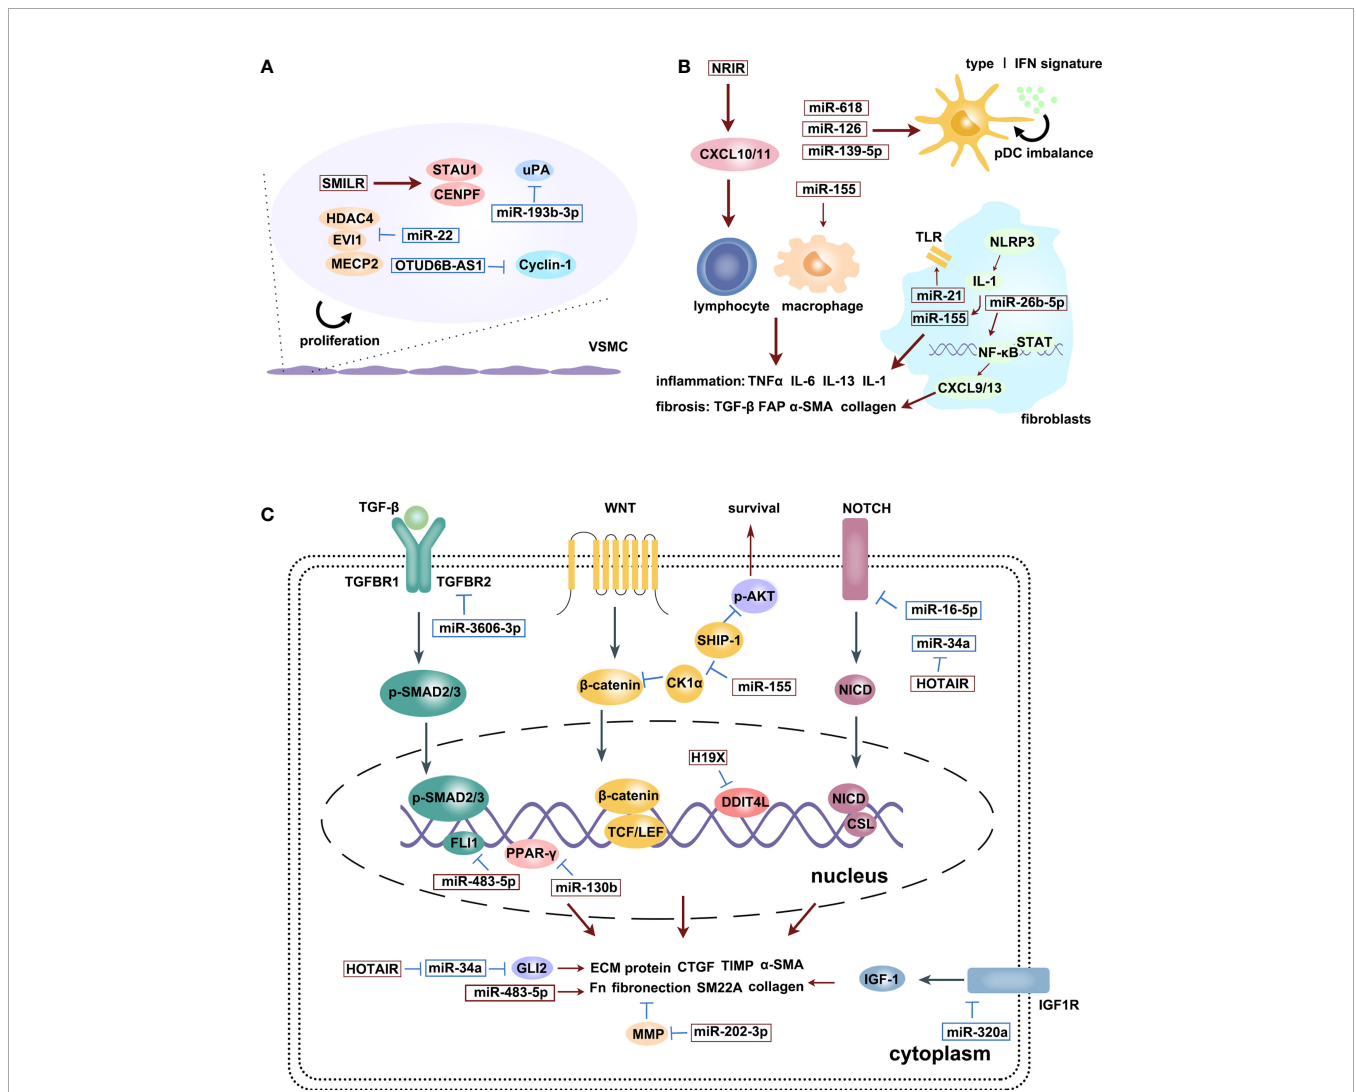 A
SMILR
STAU1
CENPF
uPA
miR-193b-3p
HDAC4
EVI1
MECP2
miR-22
OTUD6B-AS1
Cyclin-1
proliferation
VSMC
B
NRIR
CXCL10/11
lymphocyte
miR-618
miR-126
miR-139-5p
type I IFN signature
pDC imbalance
miR-155
macrophage
TLR
NLRP3
IL-1
miR-21
miR-155
miR-26b-5p
NF-κB
STAT
CXCL9/13
fibroblasts
inflammation: TNFα IL-6 IL-13 IL-1
fibrosis: TGF-β FAP α-SMA collagen
C
TGF-β
TGFBR1
TGFBR2
miR-3606-3p
p-SMAD2/3
WNT
β-catenin
survival
p-AKT
SHIP-1
CK1α
miR-155
NOTCH
miR-16-5p
miR-34a
HOTAIR
NICD
p-SMAD2/3
FLI1
miR-483-5p
PPAR-γ
miR-130b
β-catenin
TCF/LEF
H19X
DDIT4L
NICD
CSL
nucleus
HOTAIR
miR-34a
GLI2
miR-483-5p
ECM protein CTGF TIMP α-SMA
Fn fibronection SM22A collagen
MMP
miR-202-3p
IGF-1
IGF1R
miR-320a
cytoplasm